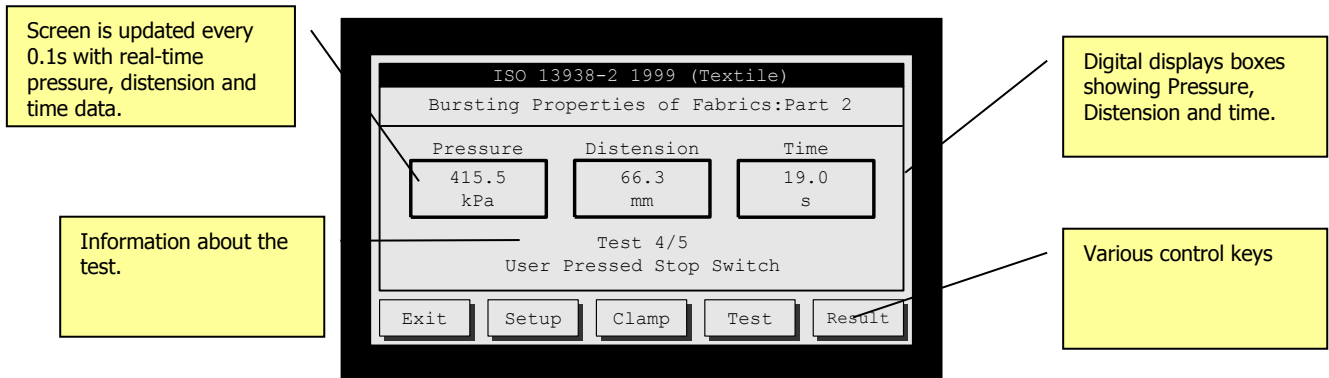 Screen is updated every
0.1s with real-time
pressure, distension and
time data.
Information about the
test.
ISO 13938-2 1999 (Textile)
Bursting Properties of Fabrics:Part 2
Pressure Distension Time
415.5 66.3 19.0
kPa mm s
Test 4/5
User Pressed Stop Switch
Exit Setup Clamp Test Result
Digital displays boxes
showing Pressure,
Distension and time.
Various control keys